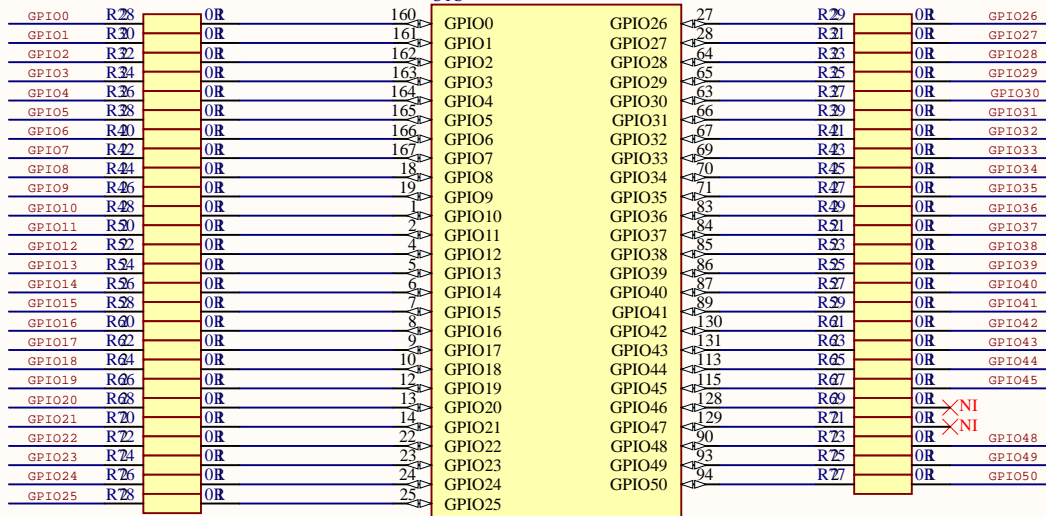 GPIO0 R28 0R 160 GPIO0 GPIO26 27 R29 0R GPIO26
GPIO1 R30 0R 161 GPIO1 GPIO27 28 R31 0R GPIO27
GPIO2 R32 0R 162 GPIO2 GPIO28 64 R33 0R GPIO28
GPIO3 R34 0R 163 GPIO3 GPIO29 65 R35 0R GPIO29
GPIO4 R36 0R 164 GPIO4 GPIO30 63 R37 0R GPIO30
GPIO5 R38 0R 165 GPIO5 GPIO31 66 R39 0R GPIO31
GPIO6 R40 0R 166 GPIO6 GPIO32 67 R41 0R GPIO32
GPIO7 R42 0R 167 GPIO7 GPIO33 69 R43 0R GPIO33
GPIO8 R44 0R 18 GPIO8 GPIO34 70 R45 0R GPIO34
GPIO9 R46 0R 19 GPIO9 GPIO35 71 R47 0R GPIO35
GPIO10 R48 0R 1 GPIO10 GPIO36 83 R49 0R GPIO36
GPIO11 R50 0R 2 GPIO11 GPIO37 84 R51 0R GPIO37
GPIO12 R52 0R 4 GPIO12 GPIO38 85 R53 0R GPIO38
GPIO13 R54 0R 5 GPIO13 GPIO39 86 R55 0R GPIO39
GPIO14 R56 0R 6 GPIO14 GPIO40 87 R57 0R GPIO40
GPIO15 R58 0R 7 GPIO15 GPIO41 89 R59 0R GPIO41
GPIO16 R60 0R 8 GPIO16 GPIO42 130 R61 0R GPIO42
GPIO17 R62 0R 9 GPIO17 GPIO43 131 R63 0R GPIO43
GPIO18 R64 0R 10 GPIO18 GPIO44 113 R65 0R GPIO44
GPIO19 R66 0R 12 GPIO19 GPIO45 115 R67 0R GPIO45
GPIO20 R68 0R 13 GPIO20 GPIO46 128 R69 0R NI
GPIO21 R70 0R 14 GPIO21 GPIO47 129 R71 0R NI
GPIO22 R72 0R 22 GPIO22 GPIO48 90 R73 0R GPIO48
GPIO23 R74 0R 23 GPIO23 GPIO49 93 R75 0R GPIO49
GPIO24 R76 0R 24 GPIO24 GPIO50 94 R77 0R GPIO50
GPIO25 R78 0R 25 GPIO25